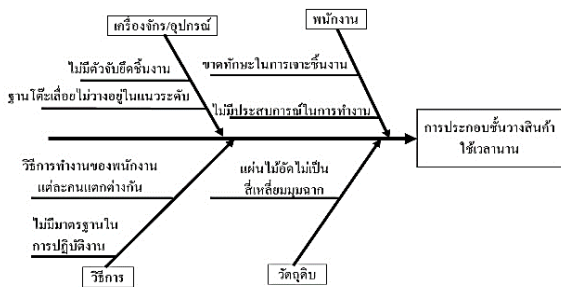 เครื่องจักร/อุปกรณ์
พนักงาน
ไม่มีตัวจับยึดชิ้นงาน
ขาดทักษะในการเจาะชิ้นงาน
ฐานโต๊ะเลื่อยไม่วางอยู่ในแนวระดับ
ไม่มีประสบการณ์ในการทำงาน
การประกอบชั้นวางสินค้า
ใช้เวลานาน
วิธีการทำงานของพนักงาน
แต่ละคนแตกต่างกัน
แผ่นไม้อัดไม่เป็น
สี่เหลี่ยมมุมฉาก
ไม่มีมาตรฐานใน
การปฏิบัติงาน
วิธีการ
วัตถุดิบ